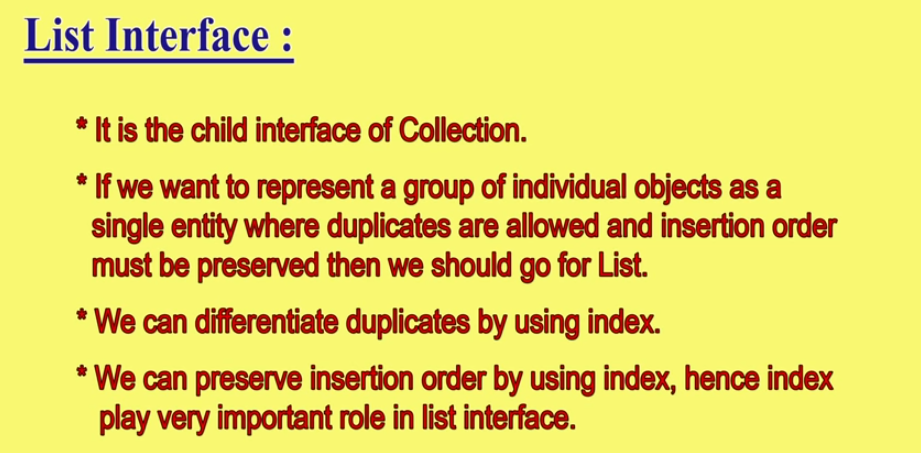 List Interface :
* It is the child interface of Collection.
* If we want to represent a group of individual objects as a
single entity where duplicates are allowed and insertion order
must be preserved then we should go for List.
* We can differentiate duplicates by using index.
* We can preserve insertion order by using index, hence index
play very important role in list interface.